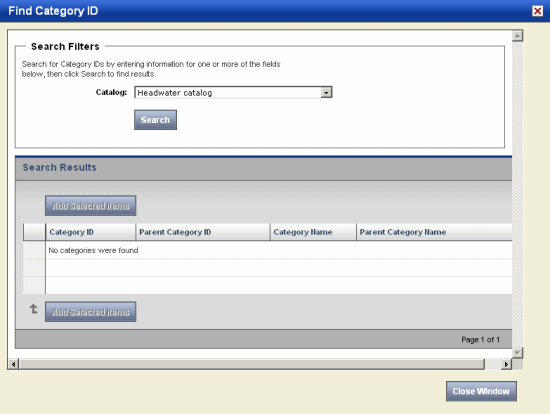 Find Category ID
Search Filters
Search for Category IDs by entering information for one or more of the fields
below, then click Search to find results.
Catalog: Headwater catalog
Search
Search Results
Add Selected Items
Category ID Parent Category ID Category Name Parent Category Name
No categories were found
Add Selected Items
Page 1 of 1
Close Window